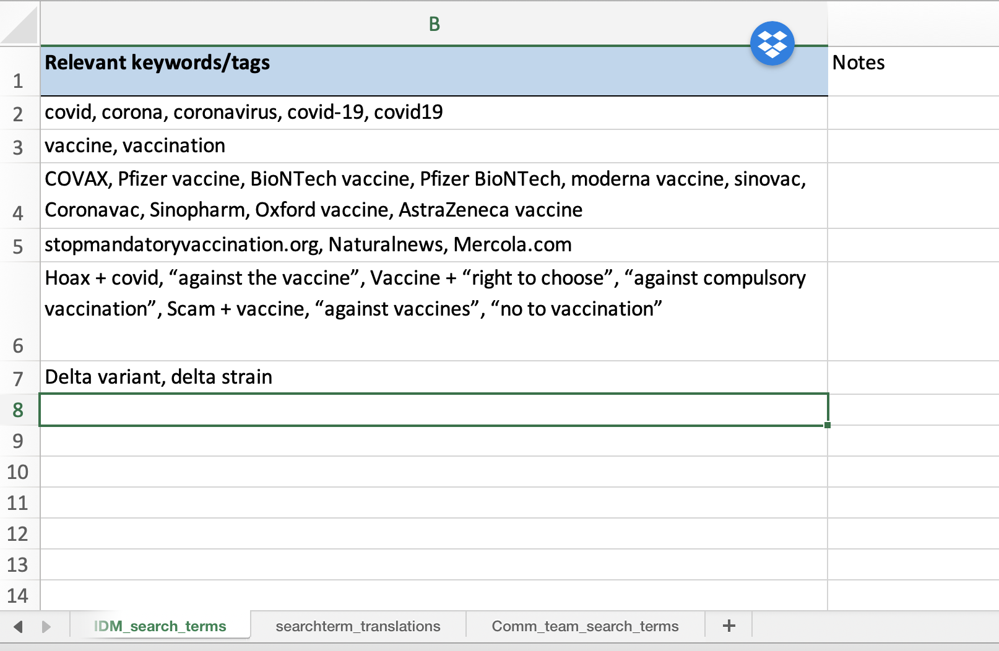 B
1 Relevant keywords/tags Notes
2 covid, corona, coronavirus, covid-19, covid19
3 vaccine, vaccination
COVAX, Pfizer vaccine, BioNTech vaccine, Pfizer BioNTech, moderna vaccine, sinovac,
4 Coronavac, Sinopharm, Oxford vaccine, AstraZeneca vaccine
5 stopmandatoryvaccination.org, Naturalnews, Mercola.com
Hoax + covid, “against the vaccine”, Vaccine + “right to choose”, “against compulsory
vaccination”, Scam + vaccine, “against vaccines”, “no to vaccination”
6
7 Delta variant, delta strain
8
9
10
11
12
13
14
IDM_search_terms searchterm_translations Comm_team_search_terms +